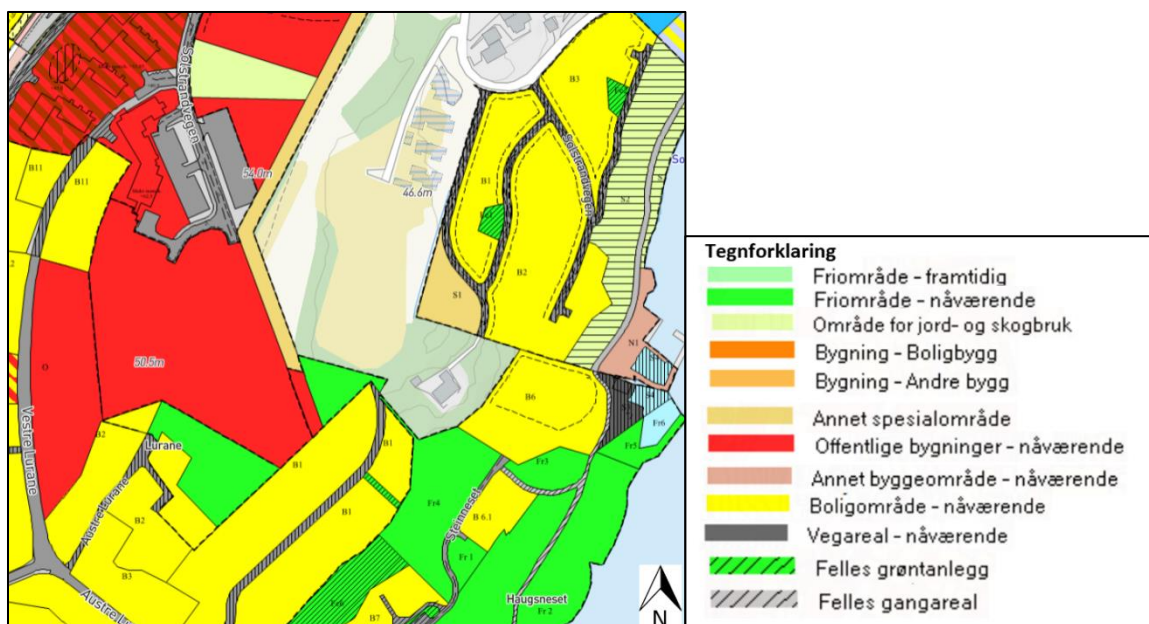 Solstrandvegen
B3
B11
B11
54.0m
46.6m
B1
Solstrandvegen
S2
So
B2
S1
N1
O
50.5m
Vestre Lurane
B2
Lurane
B1
B1
B6
Fr6
Fr5
Fr3
Austre Lurane
B2
B1
Fr4
Steinneset
B 6.1
Fr 1
B3
Austre L
Fr6
B7
Haugsneset
Fr 2
N
Tegnforklaring
Friområde - framtidig
Friområde - nåværende
Område for jord- og skogbruk
Bygning - Boligbygg
Bygning - Andre bygg
Annet spesialområde
Offentlige bygninger - nåværende
Annet byggeområde - nåværende
Boligområde - nåværende
Vegareal - nåværende
Felles grøntanlegg
Felles gangareal